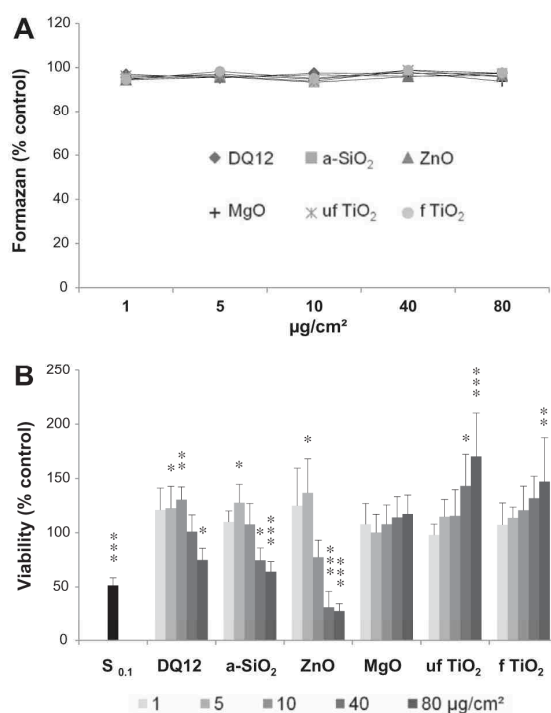 A
Formazan (% control)
120
100
80
60
40
20
0
DQ12 a-SiO₂ ZnO
MgO uf TiO₂ f TiO₂
1 5 10 40 80
µg/cm²
B
Viability (% control)
250
200
150
100
50
0
***
* ** *
* * ***
* *** ***
* ***
**
S 0.1 DQ12 a-SiO₂ ZnO MgO uf TiO₂ f TiO₂
1 5 10 40 80 µg/cm²